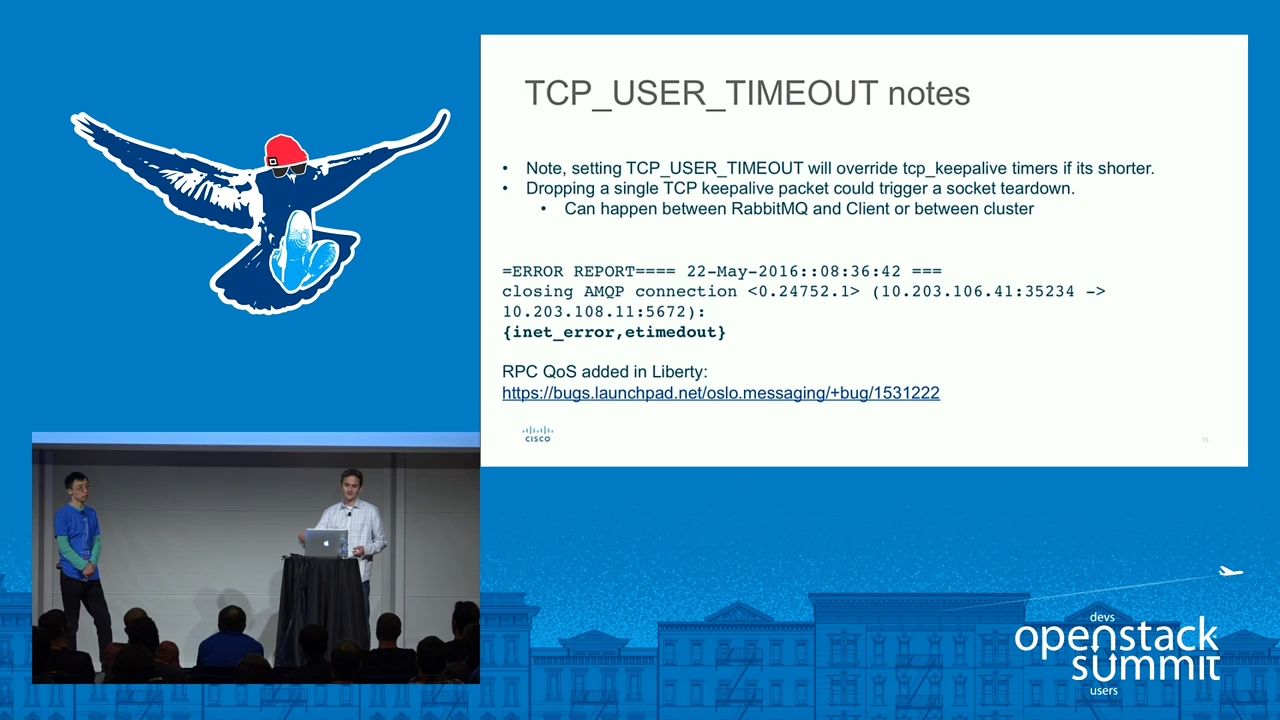 TCP_USER_TIMEOUT notes
• Note, setting TCP_USER_TIMEOUT will override tcp_keepalive timers if its shorter.
• Dropping a single TCP keepalive packet could trigger a socket teardown.
• Can happen between RabbitMQ and Client or between cluster
=ERROR REPORT==== 22-May-2016::08:36:42 ===
closing AMQP connection <0.24752.1> (10.203.106.41:35234 ->
10.203.108.11:5672):
{inet_error,etimedout}
RPC QoS added in Liberty:
https://bugs.launchpad.net/oslo.messaging/+bug/1531222
CISCO
15
devs
openstack
summit
users